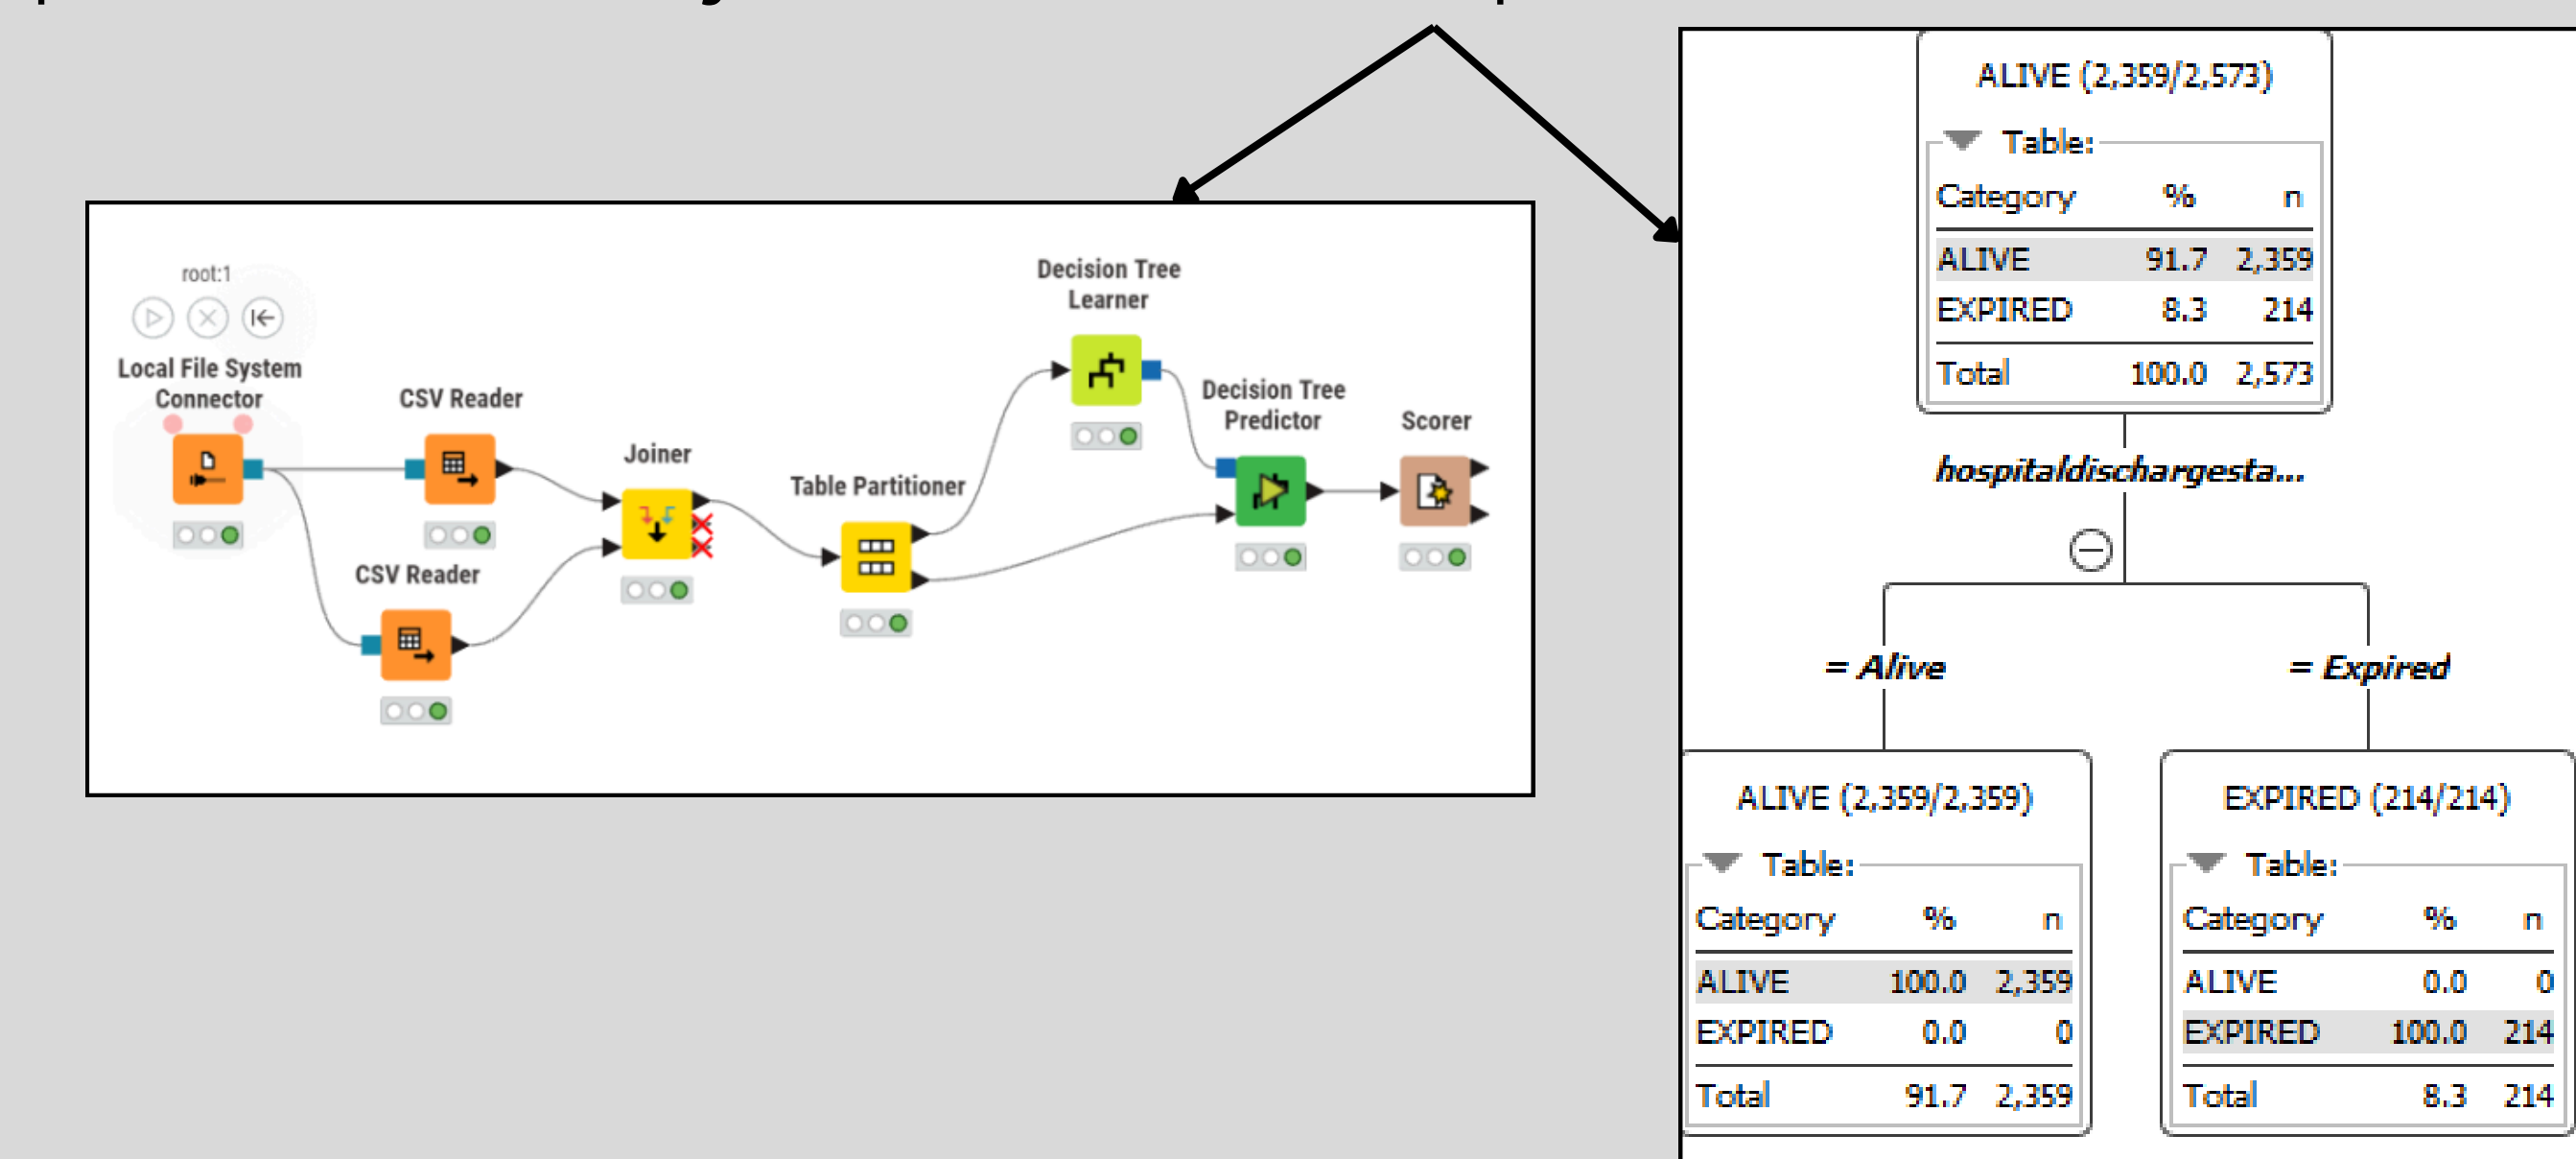 root:1
Local File System
Connector
CSV Reader
CSV Reader
Joiner
Table Partitioner
Decision Tree
Learner
Decision Tree
Predictor
Scorer
ALIVE (2,359/2,573)
Table:
Category % n
ALIVE 91.7 2,359
EXPIRED 8.3 214
Total 100.0 2,573
hospitaldischargesta...
= Alive
= Expired
ALIVE (2,359/2,359)
Table:
Category % n
ALIVE 100.0 2,359
EXPIRED 0.0 0
Total 91.7 2,359
EXPIRED (214/214)
Table:
Category % n
ALIVE 0.0 0
EXPIRED 100.0 214
Total 8.3 214